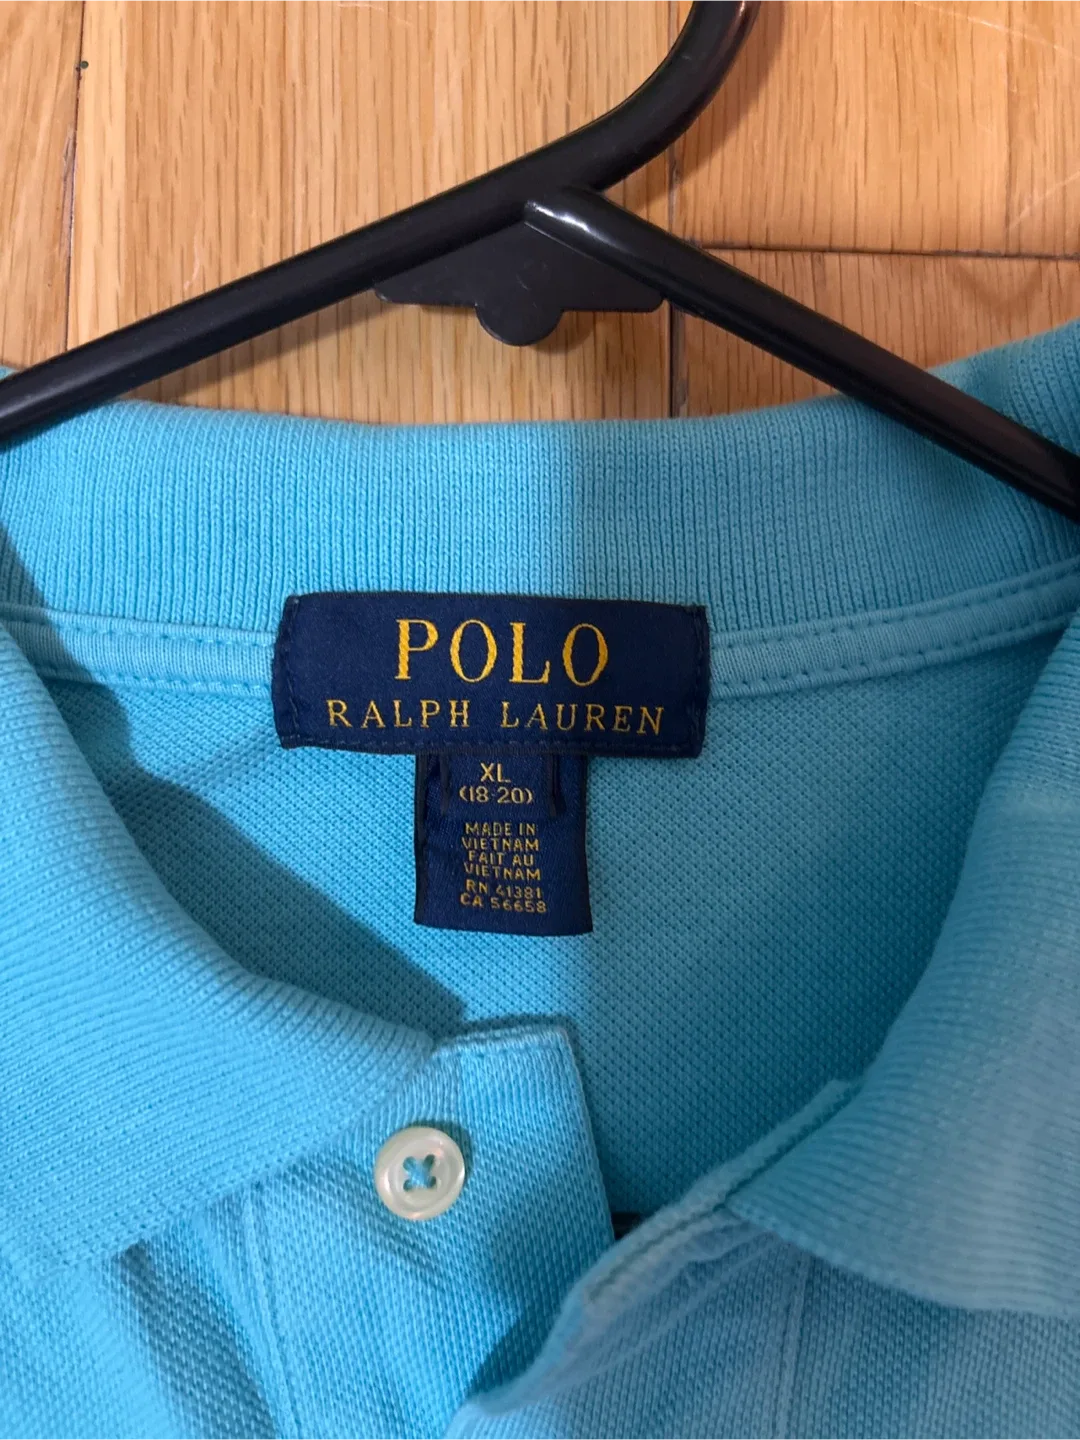 POLO
RALPH LAUREN
XL
(18-20)
MADE IN
VIETNAM
FAIT AU
VIETNAM
RN 41381
CA 56658